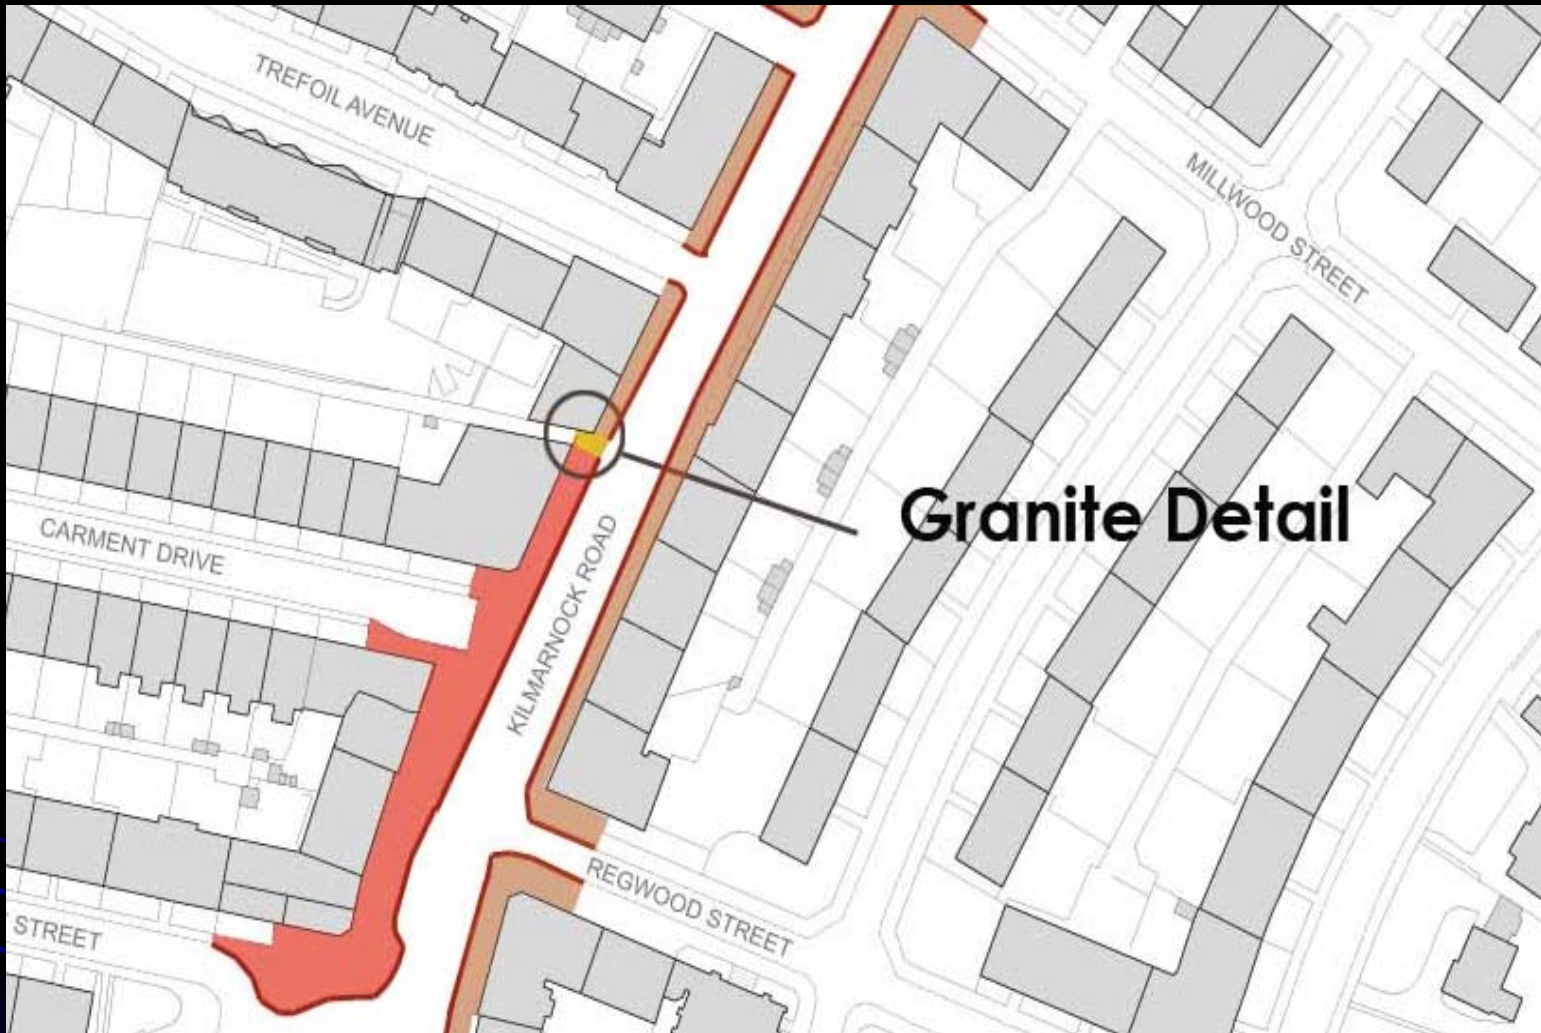 TREFOIL AVENUE
MILLWOOD STREET
Granite Detail
CARMENT DRIVE
KILMARNOCK ROAD
REGWOOD STREET
STREET